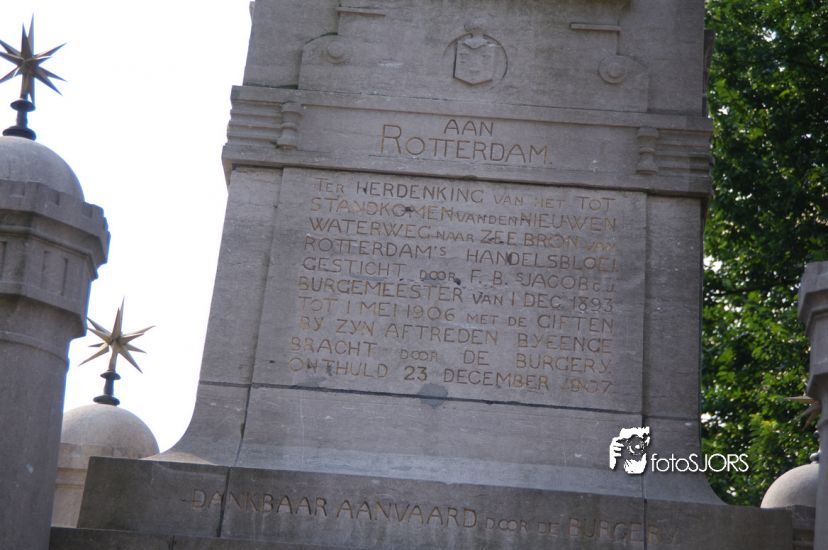 AAN
ROTTERDAM.
TER HERDENKING VAN HET TOT
STANDKOMEN VAN DEN NIEUWEN
WATERWEG NAAR ZEE BRON VAN
ROTTERDAM'S HANDELSBLOEI
GESTICHT DOOR F. B. S'JACOB G.IJ
BURGEMEESTER VAN 1 DEC. 1893
TOT 1 MEI 1906 MET DE GIFTEN
BY ZYN AFTREDEN BYEENGE
BRACHT DOOR DE BURGERY.
ONTHULD 23 DECEMBER 1907
DANKBAAR AANVAARD DOOR DE BURGERY
fotoSJORS